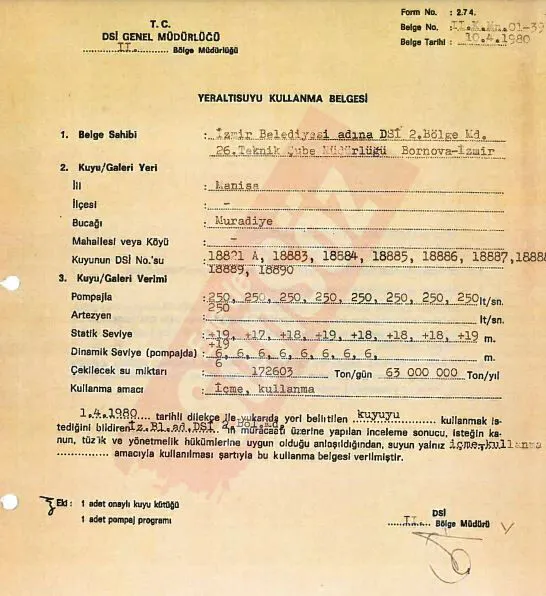 Form No. : 2.74.
T. C.
DSİ GENEL MÜDÜRLÜĞÜ
II. Bölge Müdürlüğü
Belge No. :II.K.Mn.01-39
Belge Tarihi : 10.4.1980
YERALTISUYU KULLANMA BELGESİ
1. Belge Sahibi : İzmir Belediyesi adına DSİ 2.Bölge Md.
26.Teknik Şube Müdürlüğü Bornova-İzmir
2. Kuyu/Galeri Yeri
İli : Manisa
İlçesi : -
Bucağı : Muradiye
Mahallesi veya Köyü : -
Kuyunun DSİ No.'su : 18821 A, 18883, 18884, 18885, 18886, 18887, 18888
18889, 18890
3. Kuyu/Galeri Verimi
Pompajla : 250, 250, 250, 250, 250, 250, 250 lt/sn.
250
Artezyen : lt/sn.
Statik Seviye : +19, +17, +18, +19, +18, +18, +18, +19 m.
+19
Dinamik Seviye (pompajda) : 6, 6, 6, 6, 6, 6, 6, 6, m.
6
Çekilecek su miktarı : 172603 Ton/gün 63 000 000 Ton/yıl
Kullanma amacı : İçme, kullanma
1.4.1980 tarihli dilekçe ile yukarıda yeri belirtilen kuyuyu kullanmak is-
tediğini bildiren İz.Bl.ad.DSİ 2.Böl.Md. 'ın müracaatı üzerine yapılan inceleme sonucu, isteğin ka-
nun, tüzük ve yönetmelik hükümlerine uygun olduğu anlaşıldığından, suyun yalnız içme-kullanma
amacıyla kullanılması şartıyla bu kullanma belgesi verilmiştir.
Eki : 1 adet onaylı kuyu kütüğü
1 adet pompaj programı
DSİ
II. Bölge Müdürü